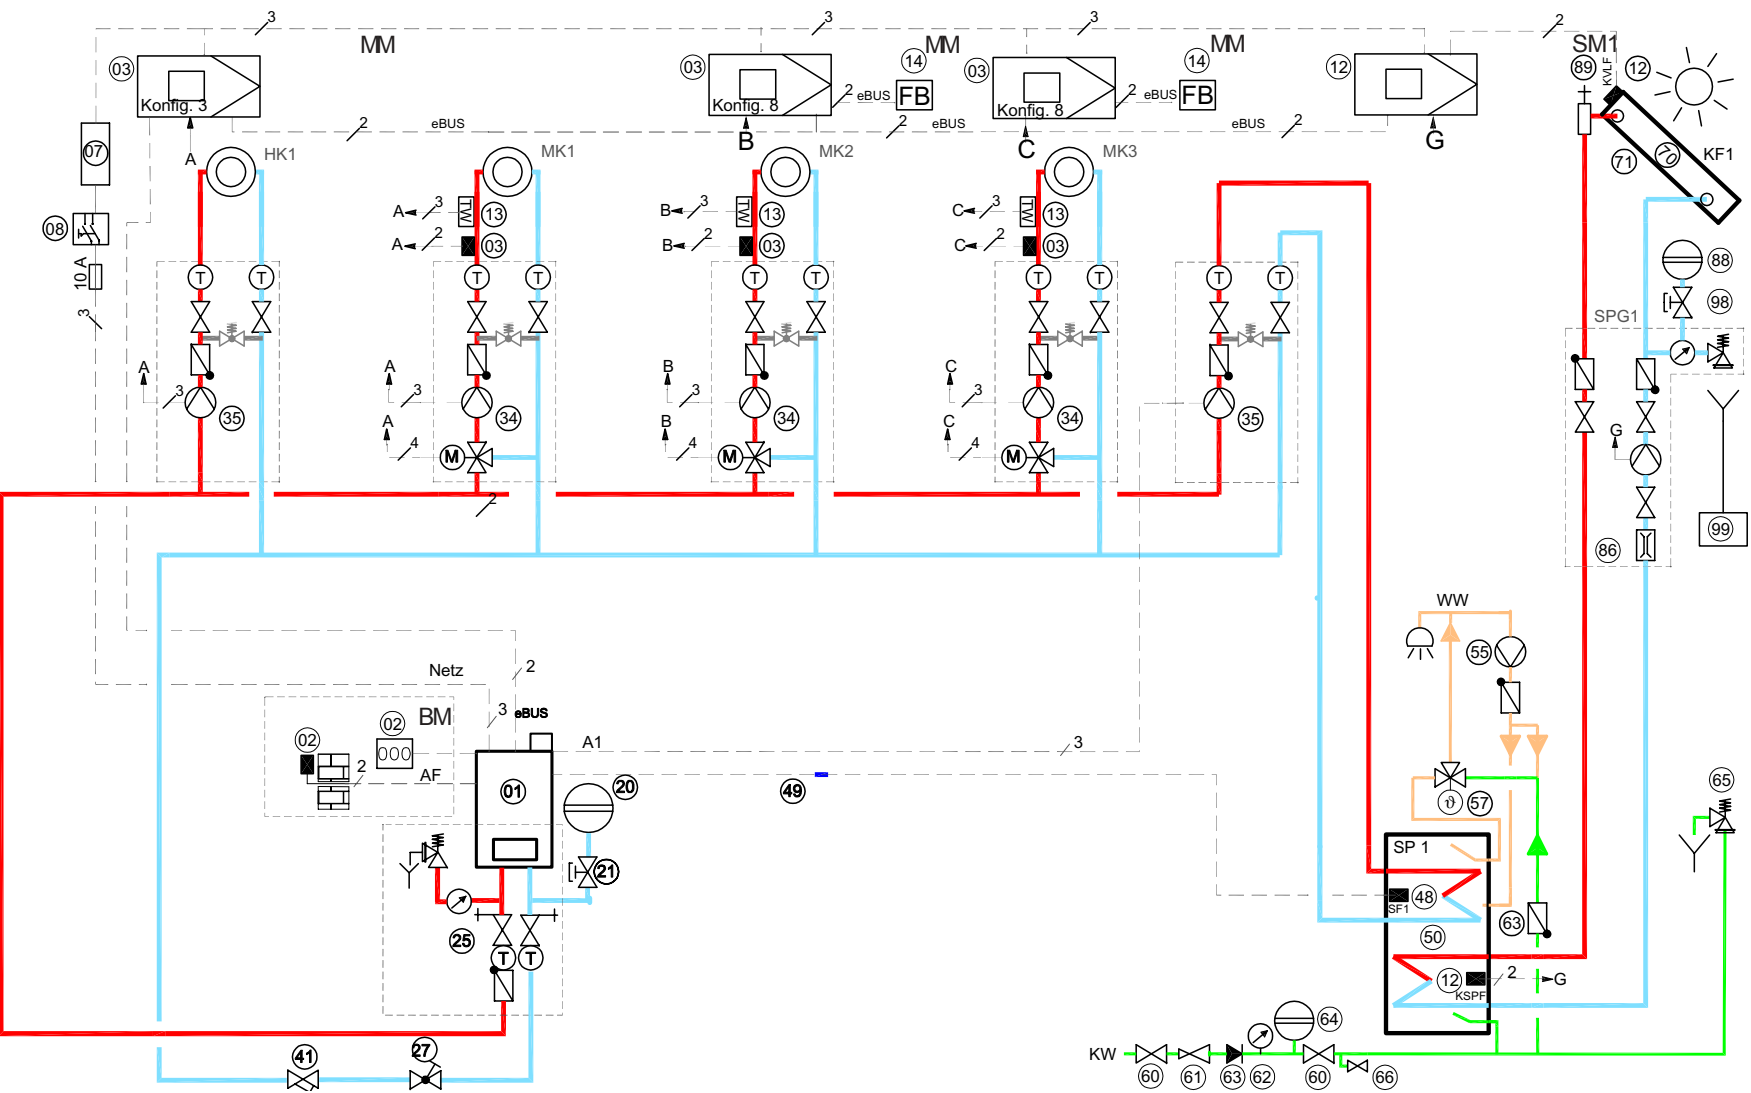 3
3
3
2
MM
MM
MM
SM1
03
03
14
03
14
12
89
KVLF
12
Konfig. 3
Konfig. 8
2
eBUS
FB
Konfig. 8
2
eBUS
FB
07
2
eBUS
2
eBUS
eBUS
2
A
B
C
G
HK1
MK1
MK2
MK3
71
70
KF1
08
A
3
TW
13
B
3
TW
13
C
3
TW
13
A
2
03
B
2
03
C
2
03
10 A
T
T
T
T
T
T
T
T
T
T
88
98
3
SPG1
A
3
35
A
3
34
B
3
34
C
3
34
35
A
4
M
B
4
M
C
4
M
G
2
99
86
WW
55
Netz
2
3
eBUS
BM
02
02
A1
3
2
AF
01
20
49
57
ϑ
65
21
SP 1
48
SF1
25
T
T
63
50
12
KSPF
2
G
64
41
27
KW
60
61
63
62
60
66